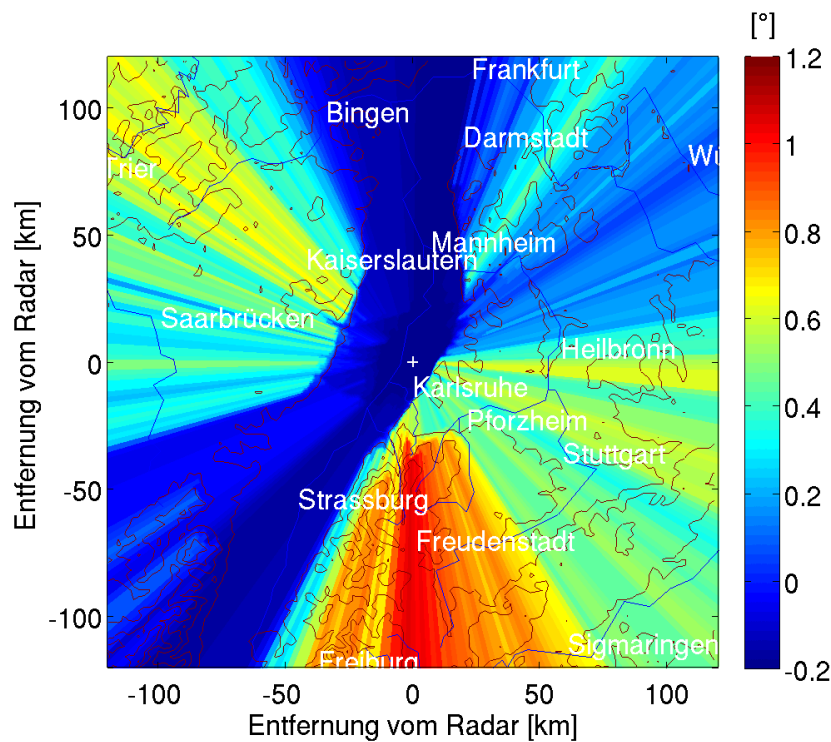 [°]
1.2
1
0.8
0.6
0.4
0.2
0
-0.2
Frankfurt
Bingen
Darmstadt
Wü
Trier
Mannheim
Kaiserslautern
Saarbrücken
Heilbronn
Karlsruhe
Pforzheim
Stuttgart
Strassburg
Freudenstadt
Sigmaringen
Freiburg
100
50
0
-50
-100
Entfernung vom Radar [km]
-100 -50 0 50 100
Entfernung vom Radar [km]